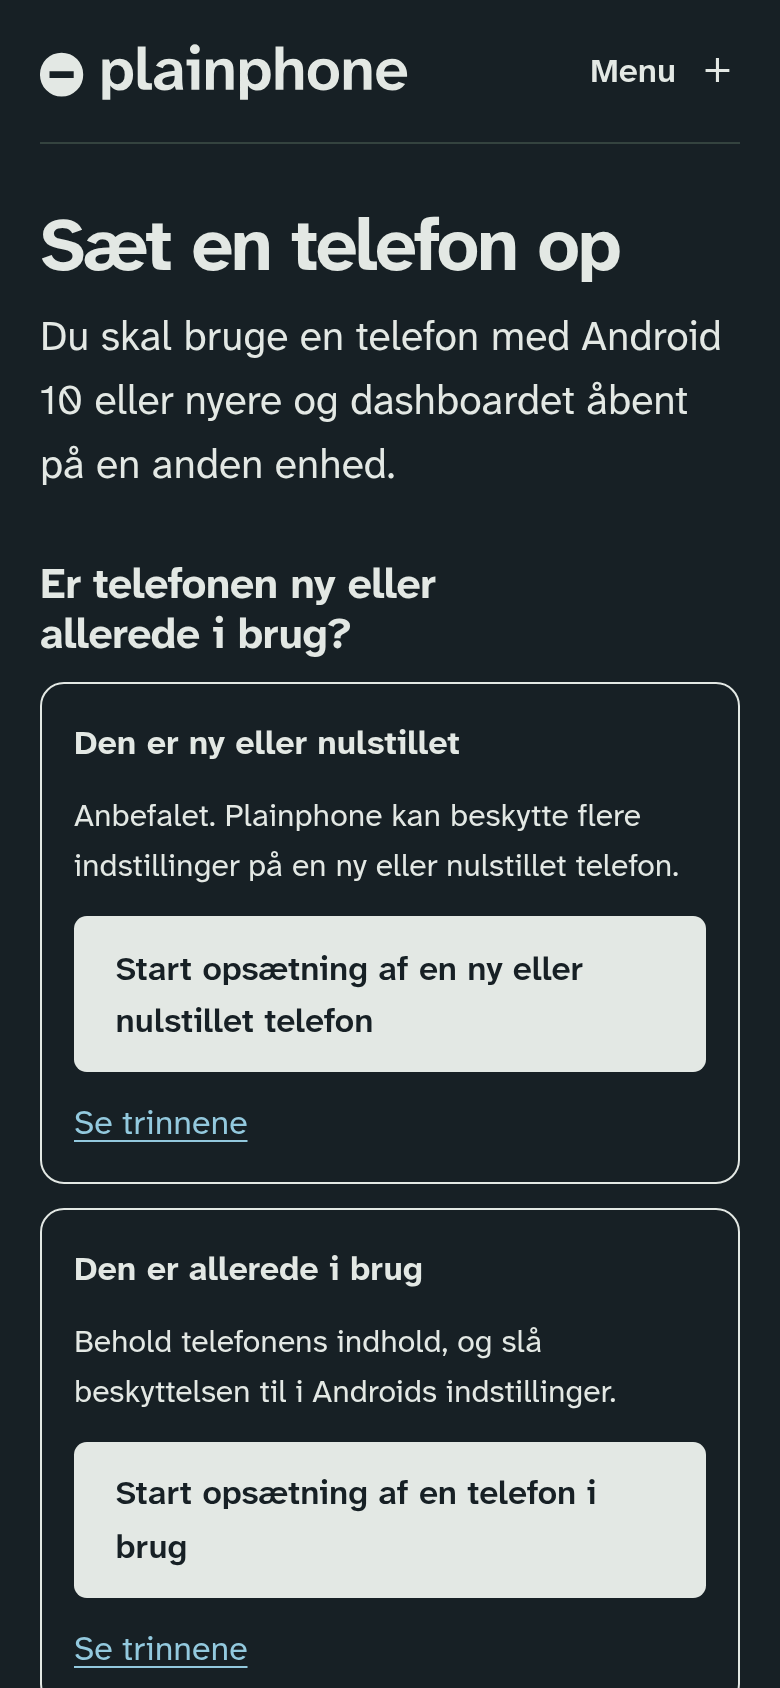 plainphone
Menu +
Sæt en telefon op
Du skal bruge en telefon med Android
10 eller nyere og dashboardet åbent
på en anden enhed.
Er telefonen ny eller
allerede i brug?
Den er ny eller nulstillet
Anbefalet. Plainphone kan beskytte flere
indstillinger på en ny eller nulstillet telefon.
Start opsætning af en ny eller
nulstillet telefon
Se trinnene
Den er allerede i brug
Behold telefonens indhold, og slå
beskyttelsen til i Androids indstillinger.
Start opsætning af en telefon i
brug
Se trinnene